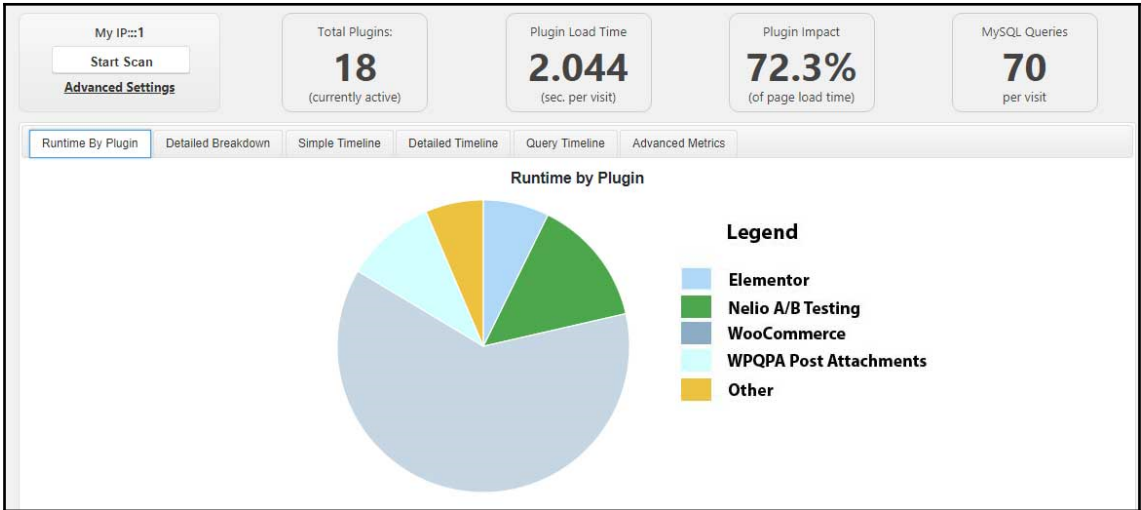 My IP:::1
Start Scan
Advanced Settings
Total Plugins:
18
(currently active)
Plugin Load Time
2.044
(sec. per visit)
Plugin Impact
72.3%
(of page load time)
MySQL Queries
70
per visit
Runtime By Plugin Detailed Breakdown Simple Timeline Detailed Timeline Query Timeline Advanced Metrics
Runtime by Plugin
Legend
Elementor
Nelio A/B Testing
WooCommerce
WPQPA Post Attachments
Other